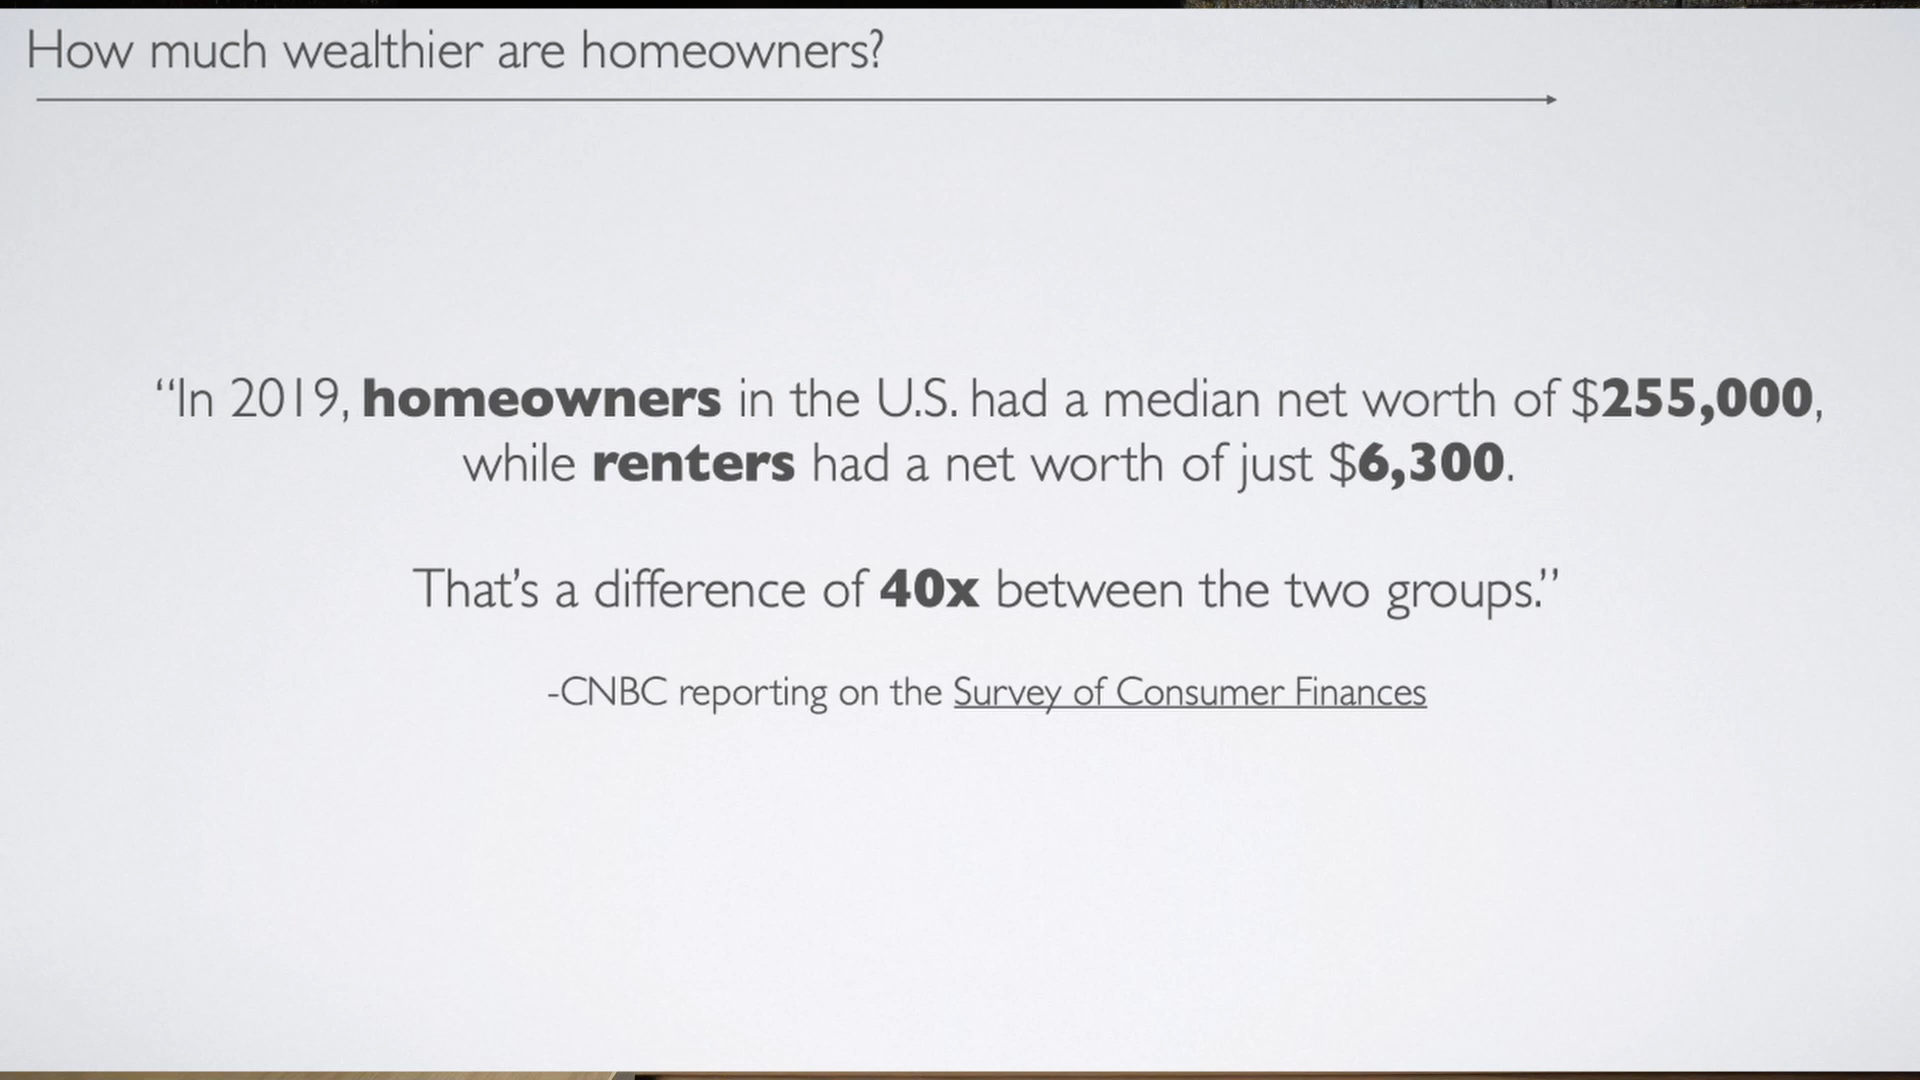 How much wealthier are homeowners?
“In 2019, homeowners in the U.S. had a median net worth of $255,000,
while renters had a net worth of just $6,300.
That’s a difference of 40x between the two groups.”
-CNBC reporting on the Survey of Consumer Finances